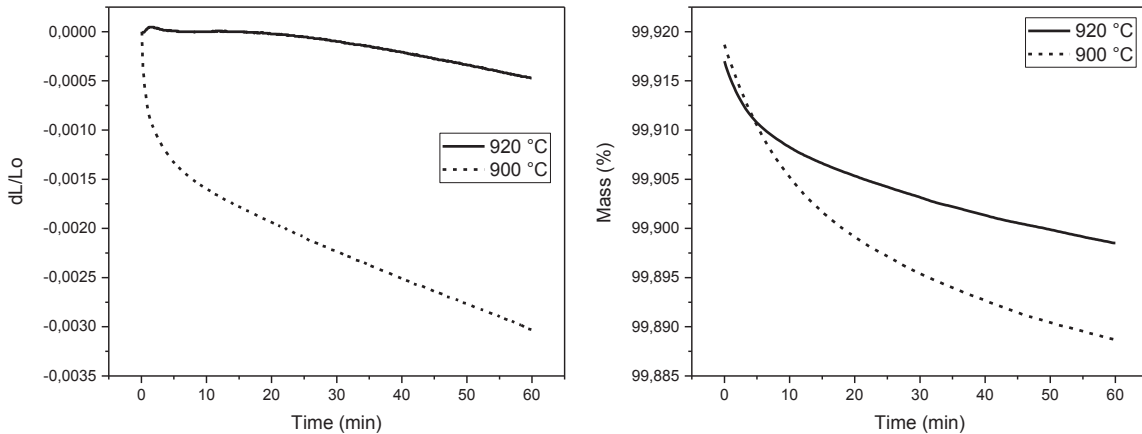 0,0000
-0,0005
-0,0010
-0,0015
-0,0020
-0,0025
-0,0030
-0,0035
dL/Lo
0 10 20 30 40 50 60
Time (min)
920 °C
900 °C
99,920
99,915
99,910
99,905
99,900
99,895
99,890
99,885
Mass (%)
0 10 20 30 40 50 60
Time (min)
920 °C
900 °C